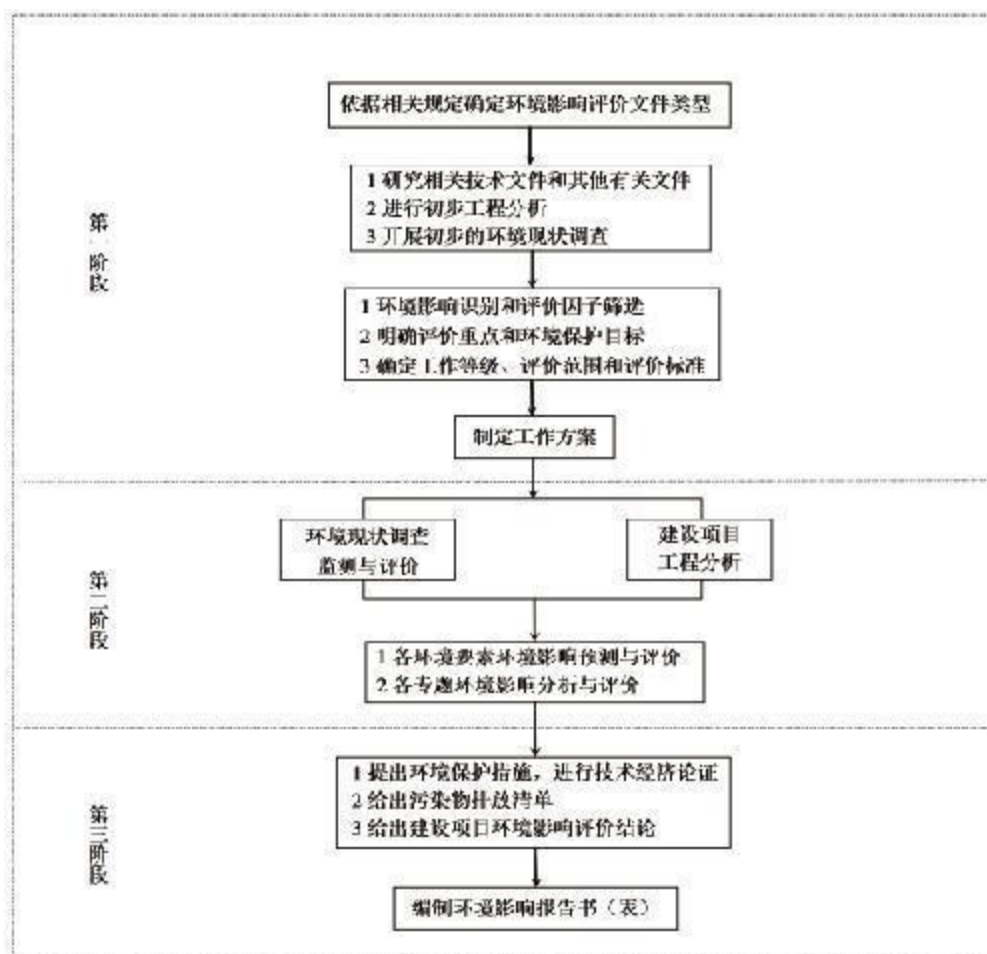 依据相关规定确定环境影响评价文件类型
1 研究相关技术文件和其他有关文件
2 进行初步工程分析
3 开展初步的环境现状调查
第一阶段
1 环境影响识别和评价因子筛选
2 明确评价重点和环境保护目标
3 确定工作等级、评价范围和评价标准
制定工作方案
环境现状调查
监测与评价
建设项目
工程分析
第二阶段
1 各环境要素环境影响预测与评价
2 各专题环境影响分析与评价
1 提出环境保护措施，进行技术经济论证
2 给出污染物排放清单
3 给出建设项目环境影响评价结论
第三阶段
编制环境影响报告书（表）